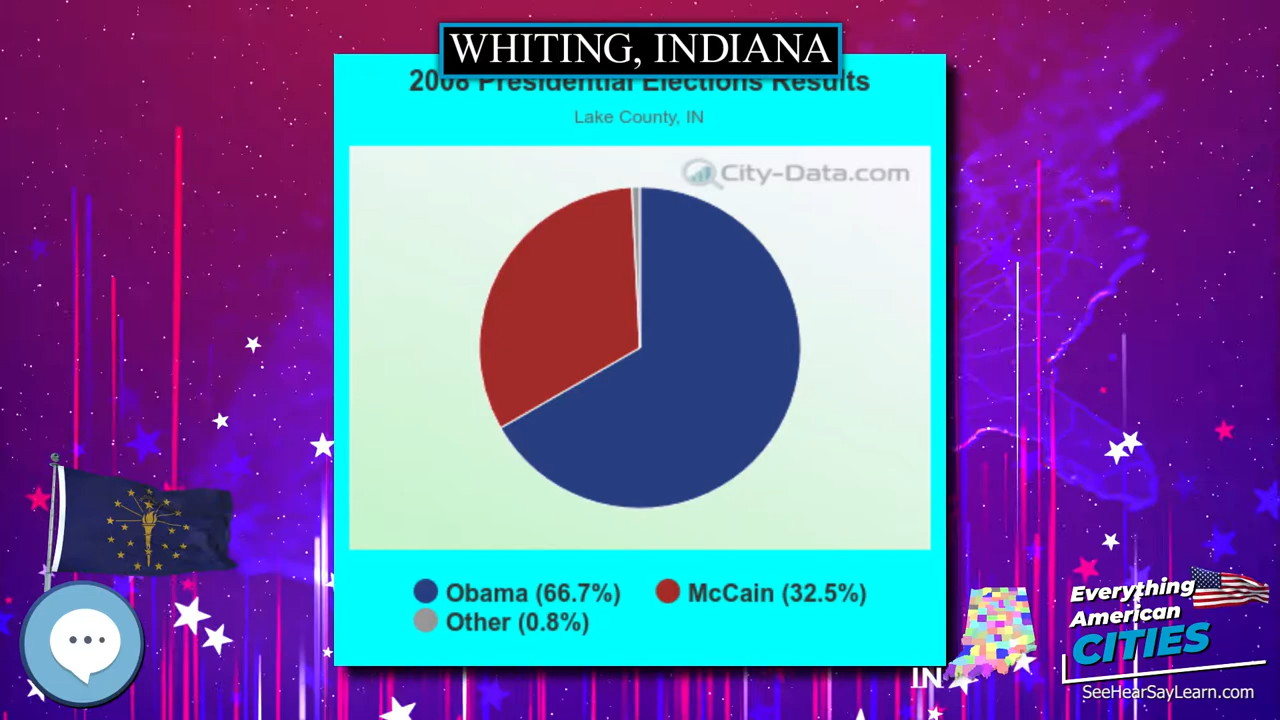 WHITING, INDIANA
2008 Presidential Elections Results
Lake County, IN
City-Data.com
Obama (66.7%)
McCain (32.5%)
Other (0.8%)
IN
Everything
American
CITIES
SeeHearSayLearn.com